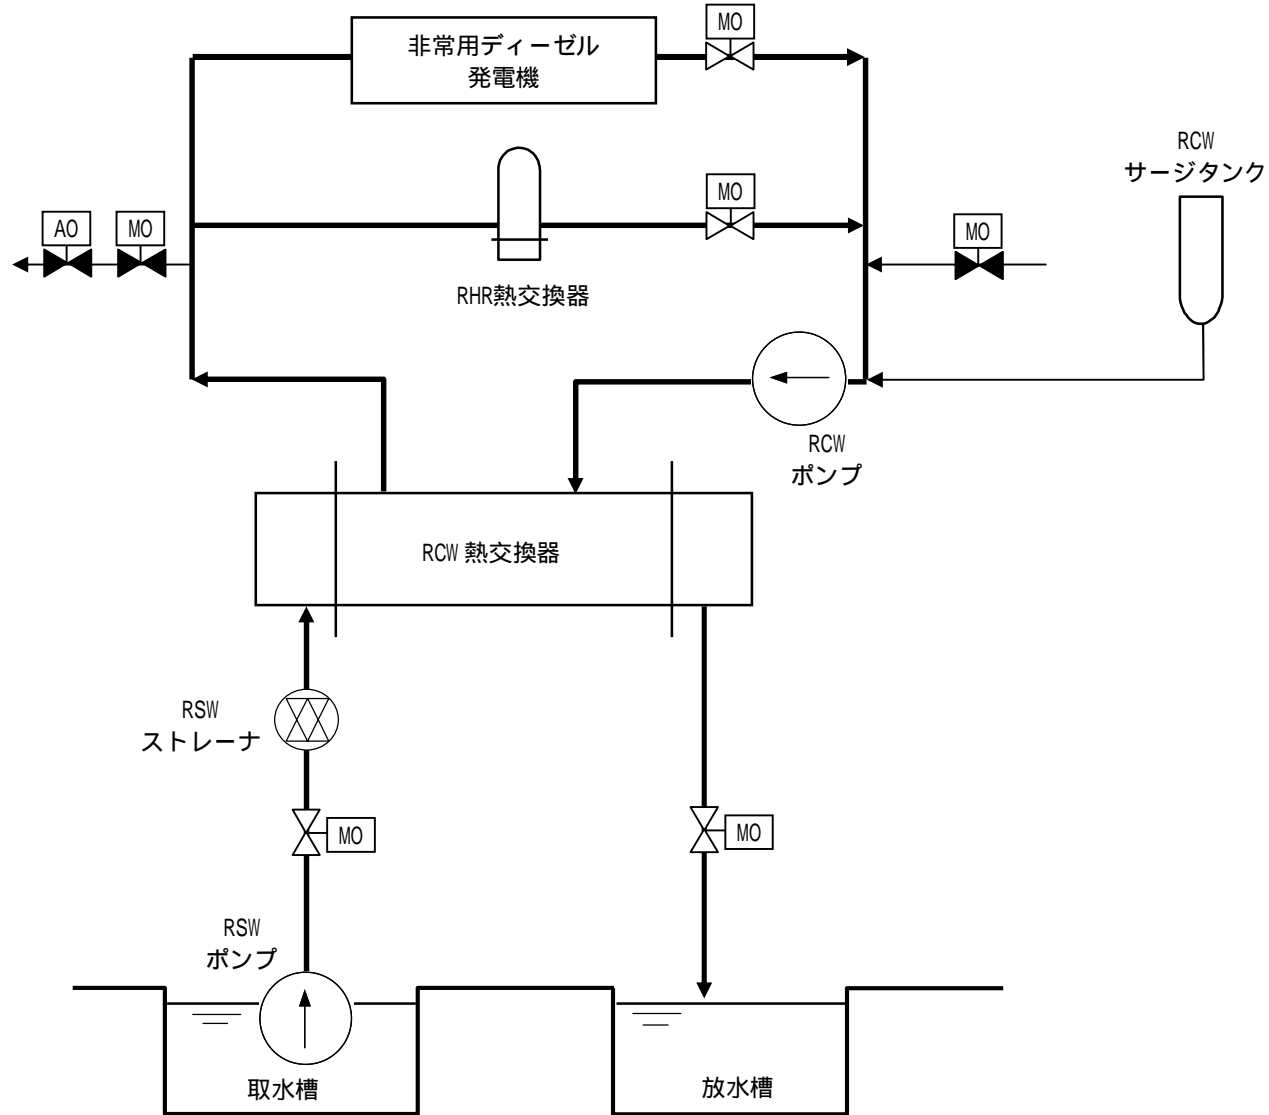 MO
非常用ディーゼル
発電機
RCW
サージタンク
MO
AO
MO
MO
RHR熱交換器
RCW
ポンプ
RCW 熱交換器
RSW
ストレーナ
MO
MO
RSW
ポンプ
取水槽
放水槽